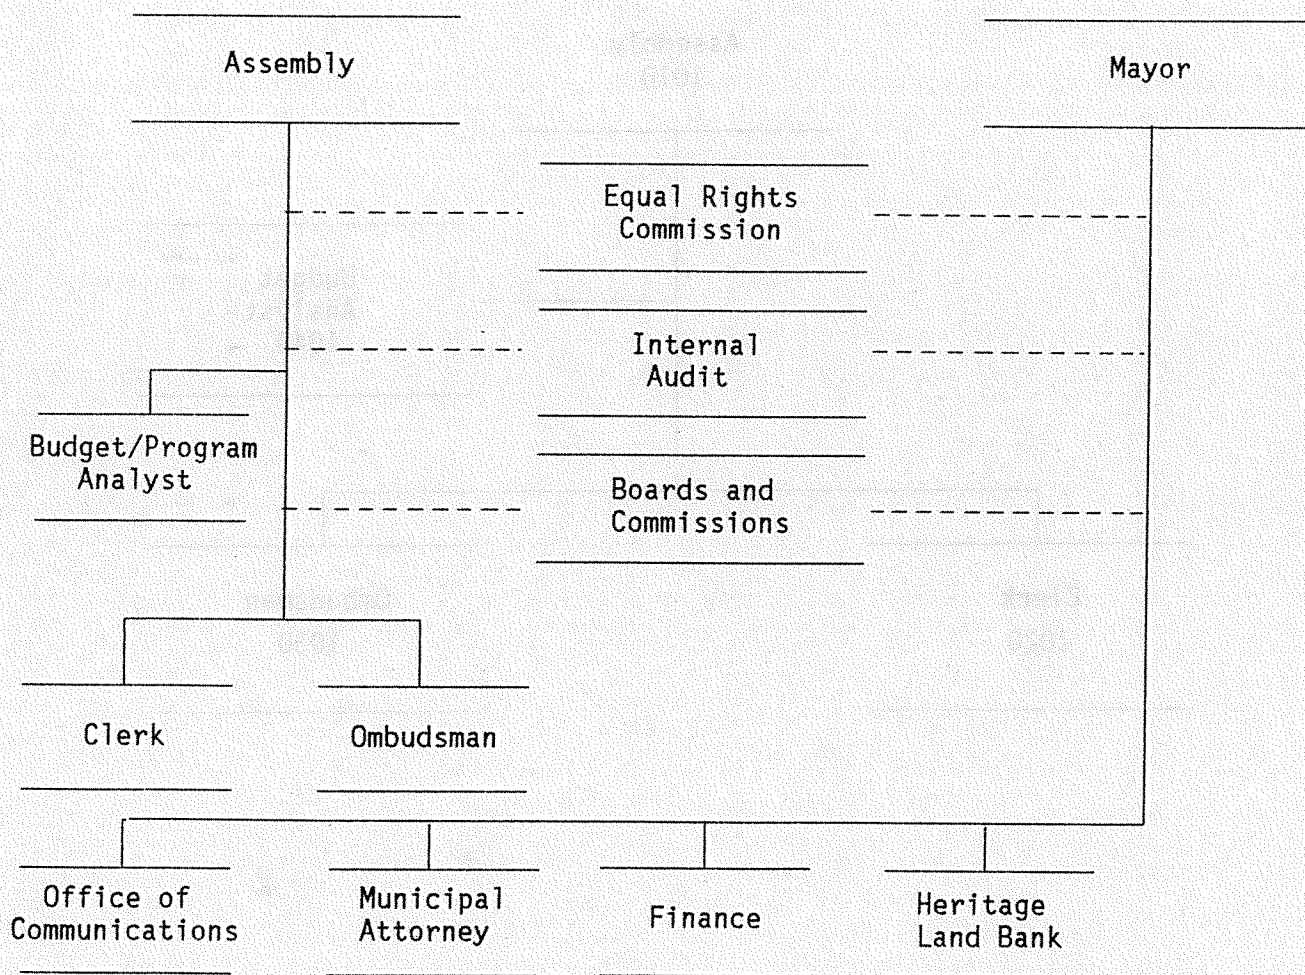 Assembly
Mayor
Equal Rights
Commission
Internal
Audit
Budget/Program
Analyst
Boards and
Commissions
Clerk
Ombudsman
Office of
Communications
Municipal
Attorney
Finance
Heritage
Land Bank